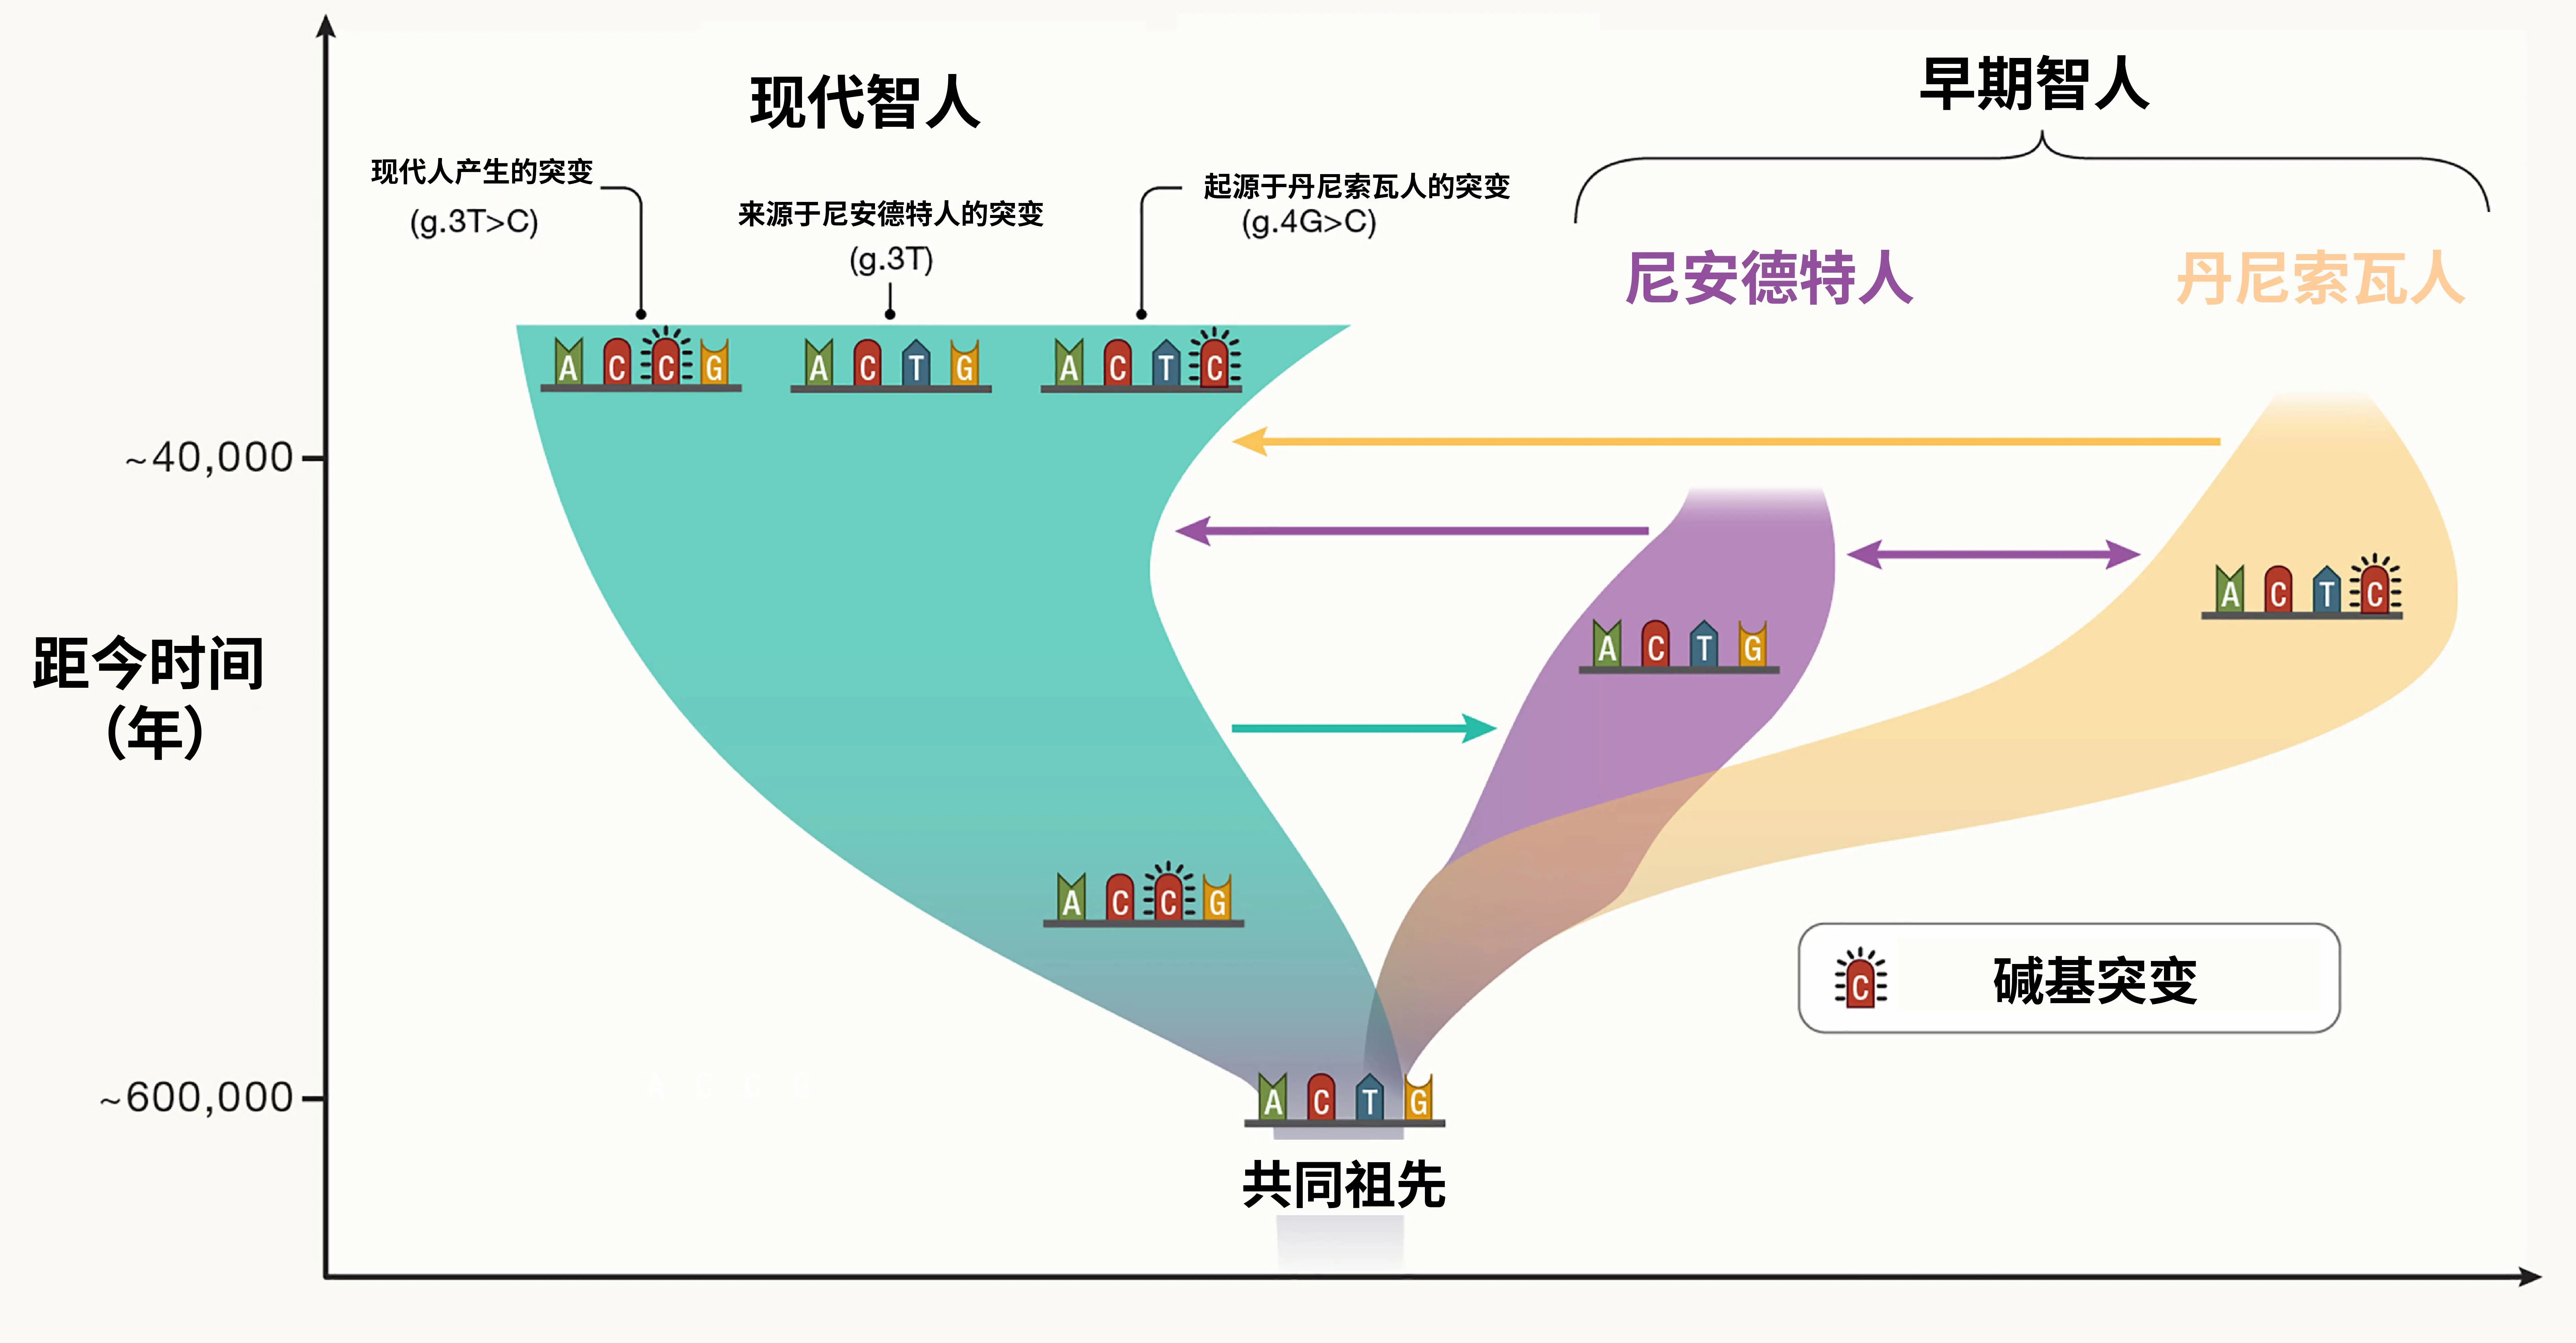 现代智人
早期智人
现代人产生的突变
(g.3T>C)
来源于尼安德特人的突变
(g.3T)
起源于丹尼索瓦人的突变
(g.4G>C)
尼安德特人
丹尼索瓦人
A C C G
A C T G
A C T C
~40,000
A C T C
A C T G
距今时间
(年)
A C C G
C 碱基突变
~600,000
A C T G
共同祖先